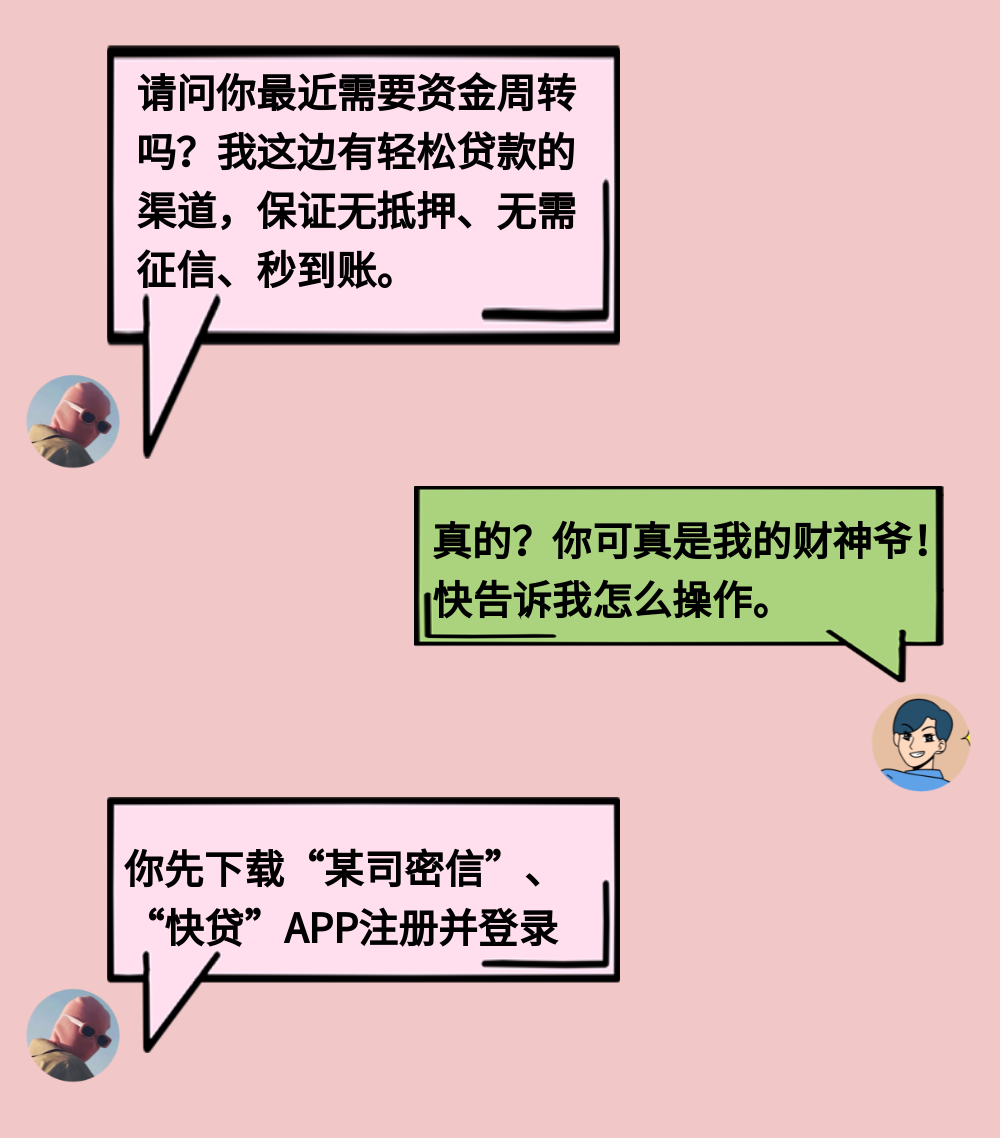 请问你最近需要资金周转
吗？我这边有轻松贷款的
渠道，保证无抵押、无需
征信、秒到账。
真的？你可真是我的财神爷！
快告诉我怎么操作。
你先下载“某司密信”、
“快贷”APP注册并登录